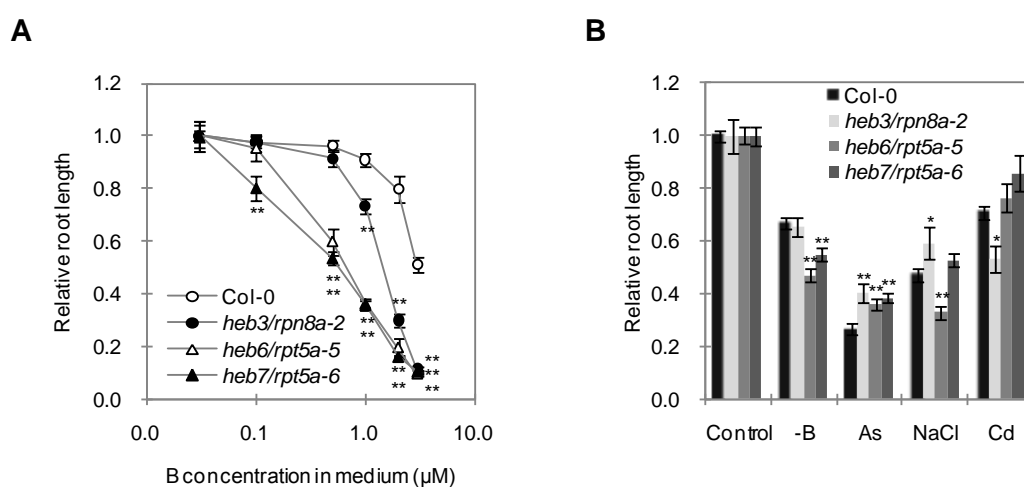 A
1.2
1.0
0.8
0.6
0.4
0.2
0.0
Relative root length
**
**
**
**
**
**
**
**
**
**
**
**
Col-0
heb3/rpn8a-2
heb6/rpt5a-5
heb7/rpt5a-6
0.0 0.1 1.0 10.0
B concentration in medium (µM)
B
1.2
1.0
0.8
0.6
0.4
0.2
0.0
Relative root length
Col-0
heb3/rpn8a-2
heb6/rpt5a-5
heb7/rpt5a-6
**
**
**
**
**
*
**
*
Control -B As NaCl Cd